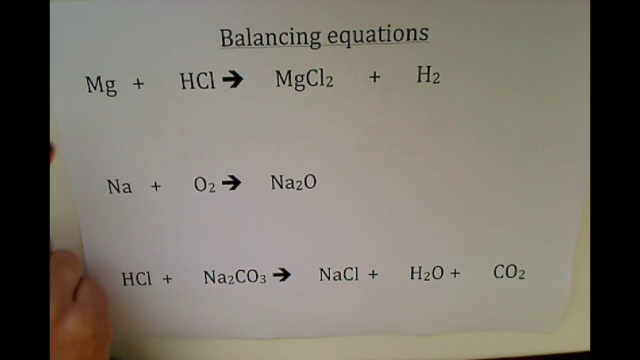 Balancing equations
Mg + HCl ➔ MgCl2 + H2
Na + O2 ➔ Na2O
HCl + Na2CO3 ➔ NaCl + H2O + CO2